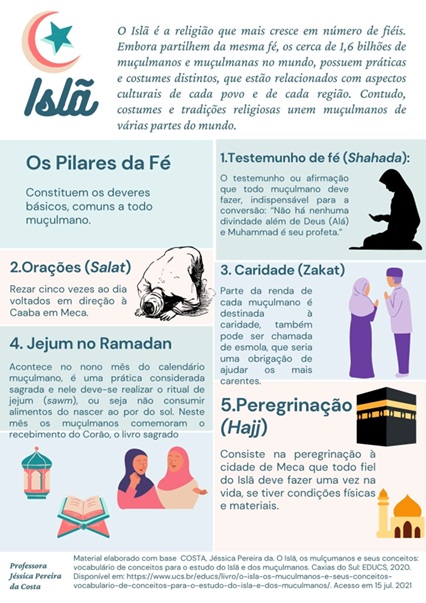 Islã
O Islã é a religião que mais cresce em número de fiéis.
Embora partilhem da mesma fé, os cerca de 1,6 bilhões de
muçulmanos e muçulmanas no mundo, possuem práticas
e costumes distintos, que estão relacionados com aspectos
culturais de cada povo e de cada região. Contudo,
costumes e tradições religiosas unem muçulmanos de
várias partes do mundo.
Os Pilares da Fé
Constituem os deveres
básicos, comuns a todo
muçulmano.
1.Testemunho de fé (Shahada):
O testemunho ou afirmação
que todo muçulmano deve
fazer, indispensável para a
conversão: “Não há nenhuma
divindade além de Deus (Alá)
e Muhammad é seu profeta.”
2.Orações (Salat)
Rezar cinco vezes ao dia
voltados em direção à
Caaba em Meca.
3. Caridade (Zakat)
Parte da renda de
cada muçulmano é
destinada à
caridade, também
pode ser chamada
de esmola, que seria
uma obrigação de
ajudar os mais
carentes.
4. Jejum no Ramadan
Acontece no nono mês do calendário
muçulmano, é uma prática considerada
sagrada e nele deve-se realizar o ritual de
jejum (sawm), ou seja não consumir
alimentos do nascer ao por do sol. Neste
mês os muçulmanos comemoram o
recebimento do Corão, o livro sagrado
5.Peregrinação
(Hajj)
Consiste na peregrinação à
cidade de Meca que todo fiel
do Islã deve fazer uma vez na
vida, se tiver condições físicas
e materiais.
Professora
Jéssica Pereira
da Costa
Material elaborado com base COSTA, Jéssica Pereira da. O Islã, os mulçumanos e seus conceitos:
vocabulário de conceitos para o estudo do Islã e dos muçulmanos. Caxias do Sul: EDUCS, 2020.
Disponível em: https://www.ucs.br/educs/livro/o-isla-os-muculmanos-e-seus-conceitos-
vocabulario-de-conceitos-para-o-estudo-do-isla-e-dos-muculmanos/. Acesso em 15 jul. 2021